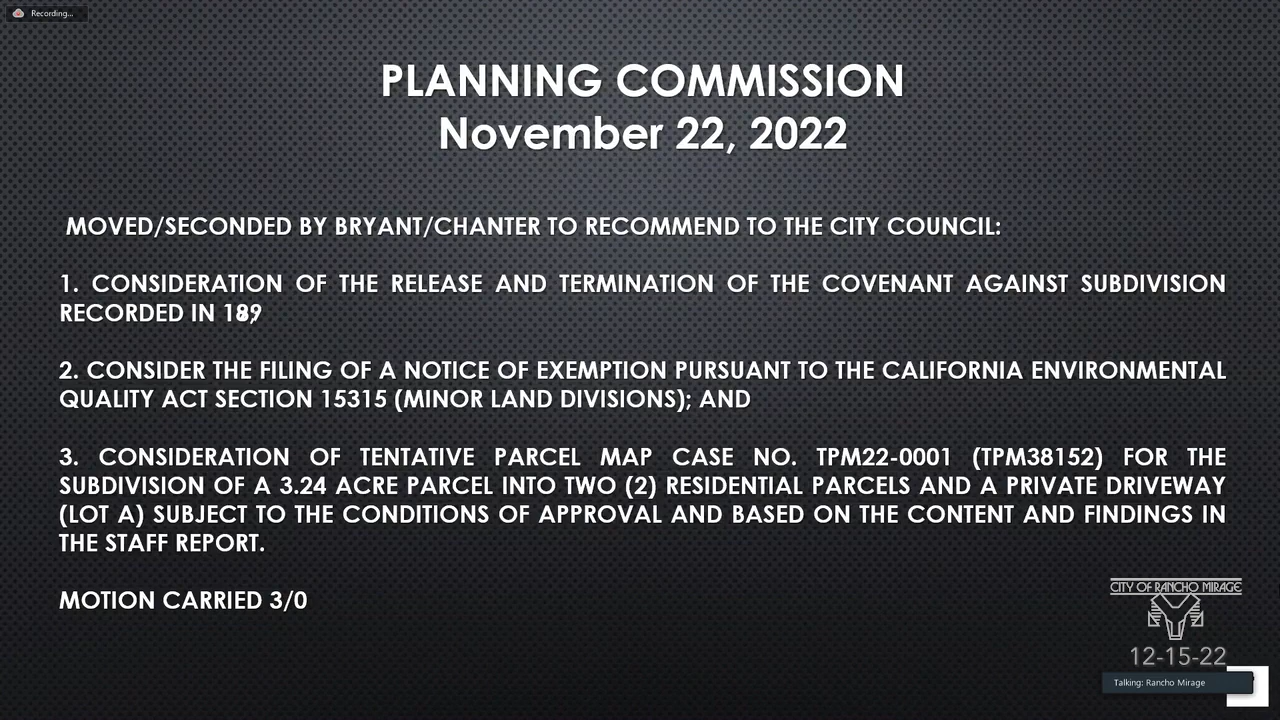 Recording...
PLANNING COMMISSION
November 22, 2022
MOVED/SECONDED BY BRYANT/CHANTER TO RECOMMEND TO THE CITY COUNCIL:
1. CONSIDERATION OF THE RELEASE AND TERMINATION OF THE COVENANT AGAINST SUBDIVISION
RECORDED IN
2. CONSIDER THE FILING OF A NOTICE OF EXEMPTION PURSUANT TO THE CALIFORNIA ENVIRONMENTAL
QUALITY ACT SECTION 15315 (MINOR LAND DIVISIONS); AND
3. CONSIDERATION OF TENTATIVE PARCEL MAP CASE NO. TPM22-0001 (TPM38152) FOR THE
SUBDIVISION OF A 3.24 ACRE PARCEL INTO TWO (2) RESIDENTIAL PARCELS AND A PRIVATE DRIVEWAY
(LOT A) SUBJECT TO THE CONDITIONS OF APPROVAL AND BASED ON THE CONTENT AND FINDINGS IN
THE STAFF REPORT.
MOTION CARRIED 3/0
CITY OF RANCHO MIRAGE
12-15-22
Talking: Rancho Mirage